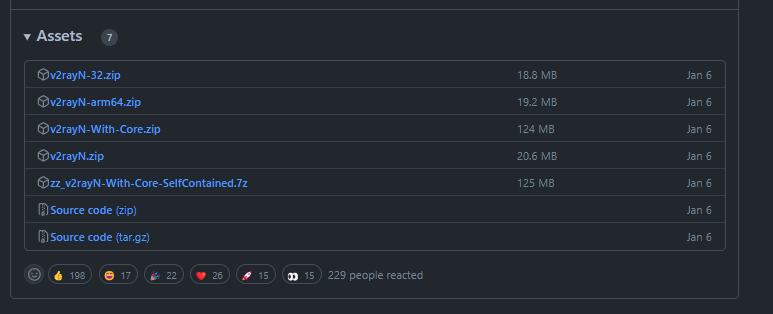 Assets 7
v2rayN-32.zip 18.8 MB Jan 6
v2rayN-arm64.zip 19.2 MB Jan 6
v2rayN-With-Core.zip 124 MB Jan 6
v2rayN.zip 20.6 MB Jan 6
zz_v2rayN-With-Core-SelfContained.7z 125 MB Jan 6
Source code (zip) Jan 6
Source code (tar.gz) Jan 6
198 17 22 26 15 15 229 people reacted